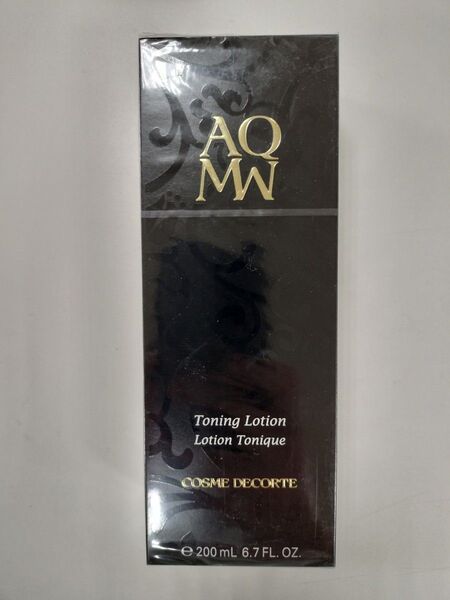 AQ
MW
Toning Lotion
Lotion Tonique
COSME DECORTE
℮ 200 mL 6.7 FL. OZ.